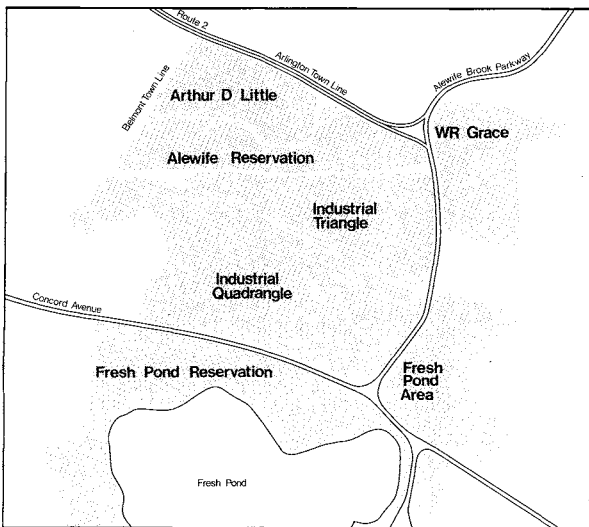 Route 2
Arlington Town Line
Alewife Brook Parkway
Belmont Town Line
Arthur D Little
WR Grace
Alewife Reservation
Industrial
Triangle
Industrial
Quadrangle
Concord Avenue
Fresh Pond Reservation
Fresh
Pond
Area
Fresh Pond